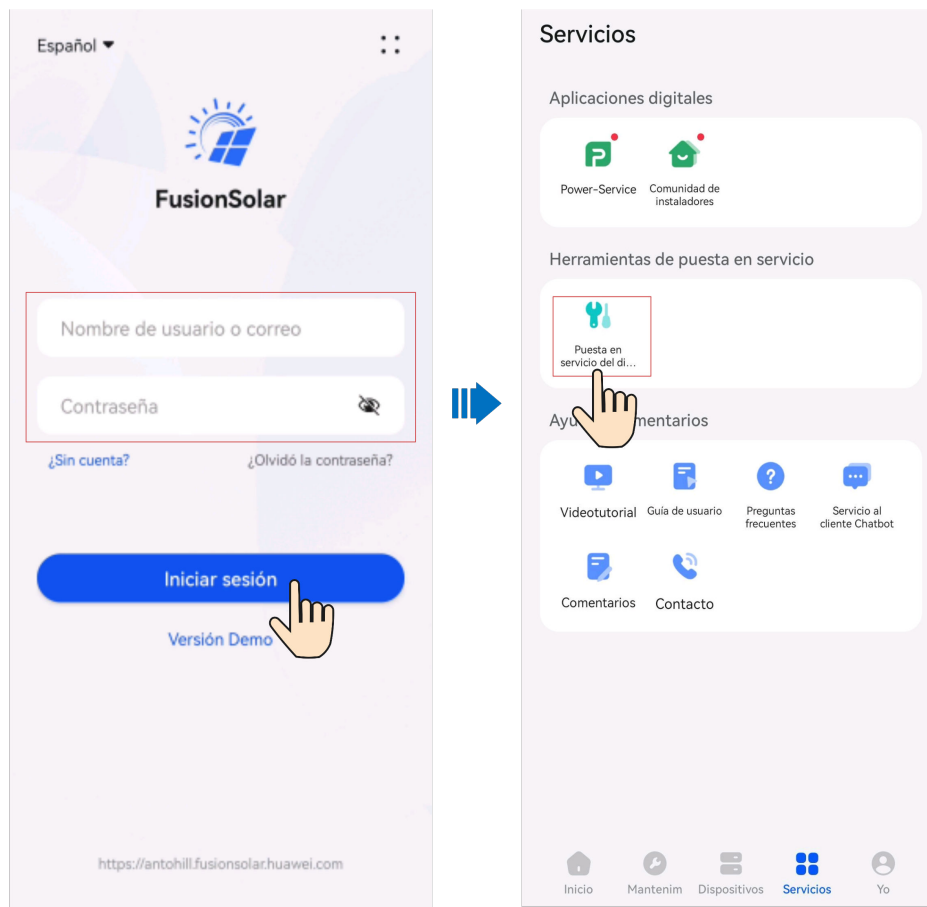 Español
FusionSolar
Nombre de usuario o correo
Contraseña
¿Sin cuenta?
¿Olvidó la contraseña?
Iniciar sesión
Versión Demo
https://antohill.fusionsolar.huawei.com
Servicios
Aplicaciones digitales
Power-Service
Comunidad de
instaladores
Herramientas de puesta en servicio
Puesta en
servicio del di...
Videotutorial
Guía de usuario
Preguntas
frecuentes
Servicio al
cliente Chatbot
Comentarios
Contacto
Inicio
Mantenim
Dispositivos
Servicios
Yo